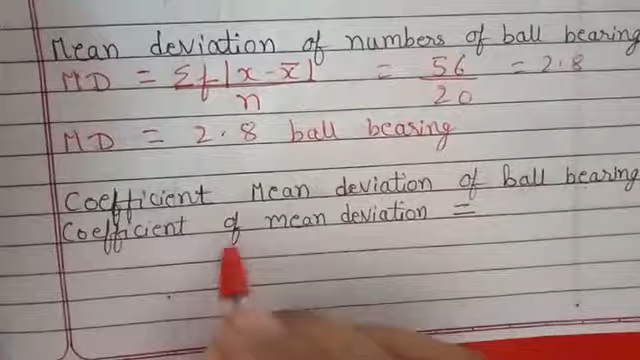 Mean deviation of numbers of ball bearing
MD = Σf|x-x̄| / n = 56 / 20 = 2.8
MD = 2.8 ball bearing
Coefficient Mean deviation of ball bearing
Coefficient of mean deviation =